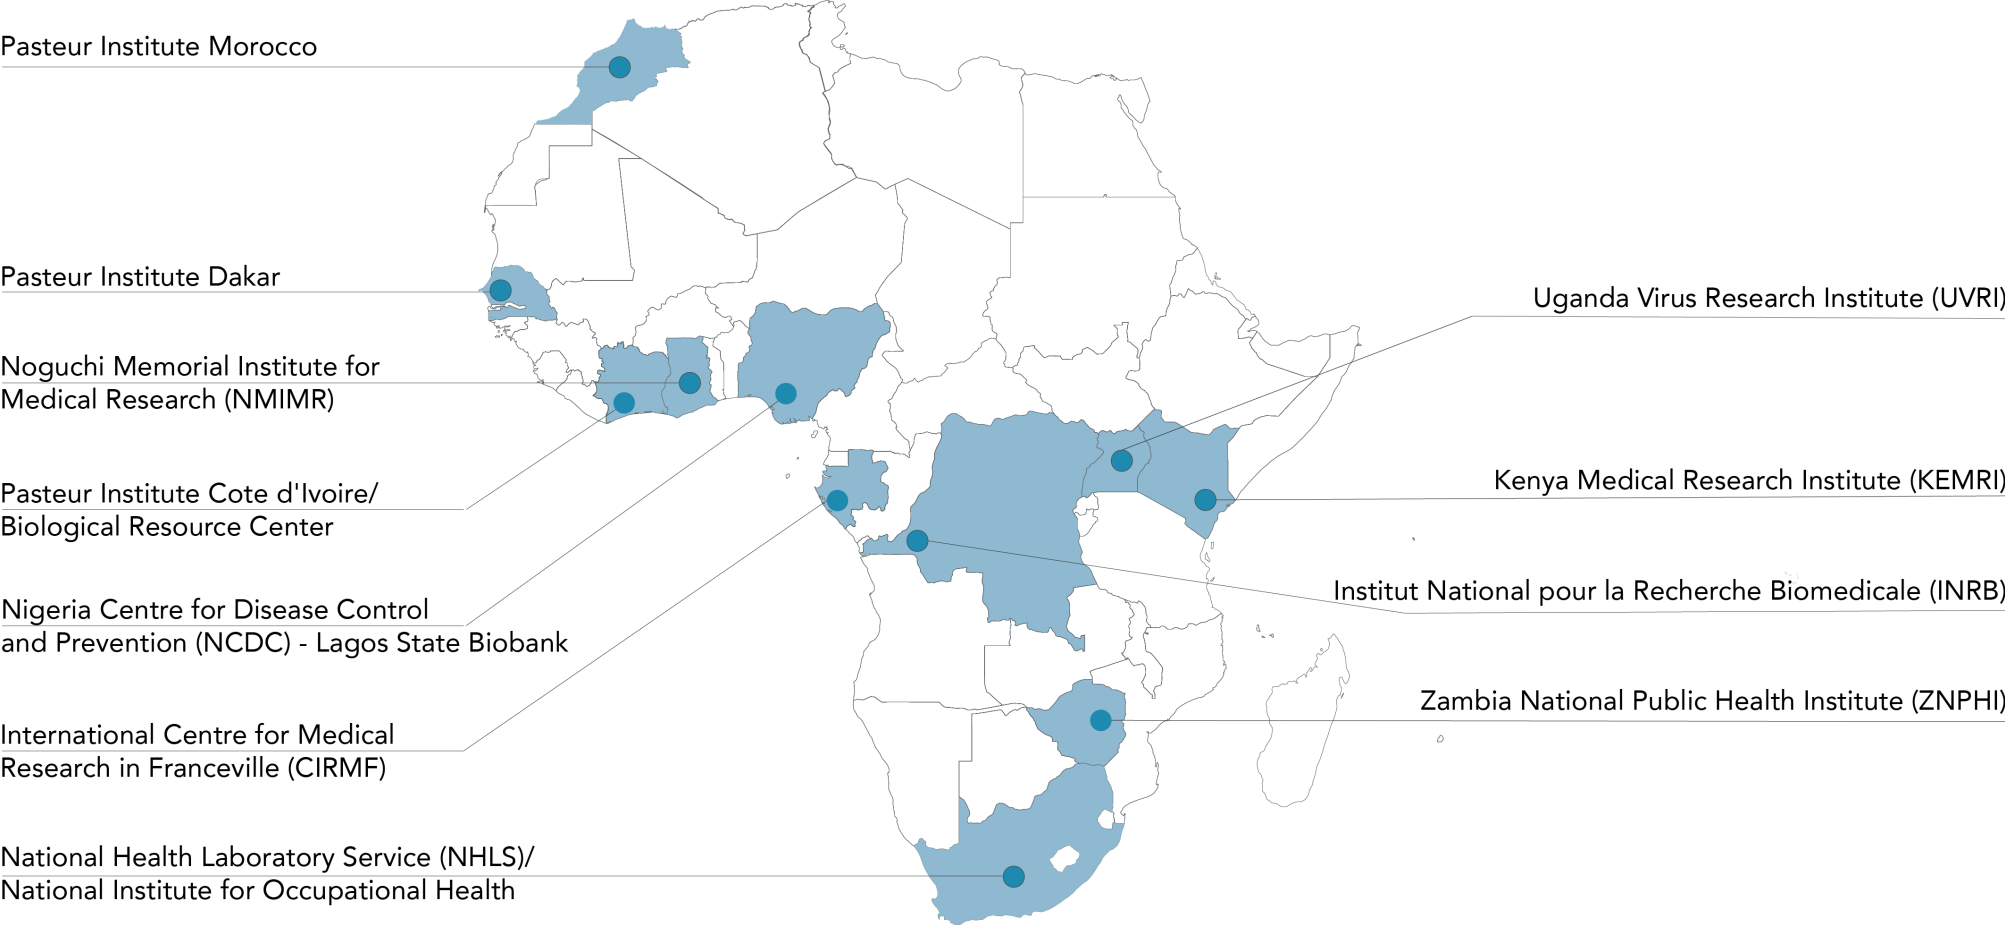 Pasteur Institute Morocco
Pasteur Institute Dakar
Noguchi Memorial Institute for
Medical Research (NMIMR)
Pasteur Institute Cote d'Ivoire/
Biological Resource Center
Nigeria Centre for Disease Control
and Prevention (NCDC) - Lagos State Biobank
International Centre for Medical
Research in Franceville (CIRMF)
National Health Laboratory Service (NHLS)/
National Institute for Occupational Health
Uganda Virus Research Institute (UVRI)
Kenya Medical Research Institute (KEMRI)
Institut National pour la Recherche Biomedicale (INRB)
Zambia National Public Health Institute (ZNPHI)